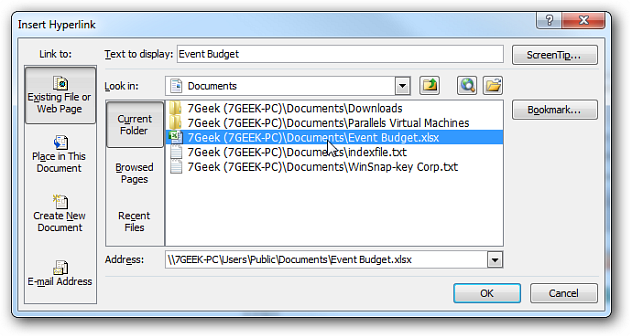 Insert Hyperlink
Link to:
Text to display:
Event Budget
ScreenTip...
Existing File or
Web Page
Place in This
Document
Create New
Document
E-mail Address
Look in:
Documents
Bookmark...
Current
Folder
Browsed
Pages
Recent
Files
7Geek (7GEEK-PC)\Documents\Downloads
7Geek (7GEEK-PC)\Documents\Parallels Virtual Machines
7Geek (7GEEK-PC)\Documents\Event Budget.xlsx
7Geek (7GEEK-PC)\Documents\indexfile.txt
7Geek (7GEEK-PC)\Documents\WinSnap-key Corp.txt
Address:
\\7GEEK-PC\Users\Public\Documents\Event Budget.xlsx
OK
Cancel